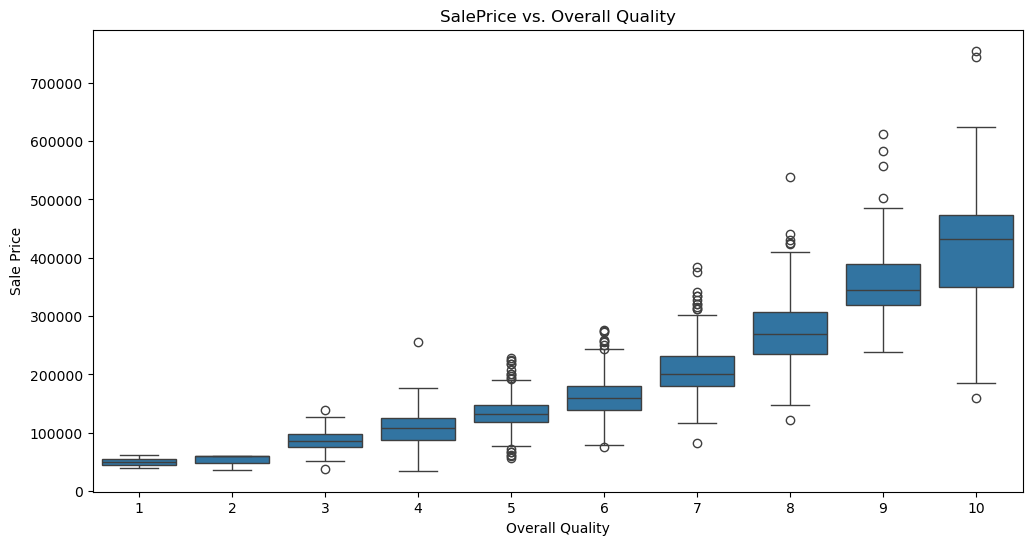 SalePrice vs. Overall Quality
700000
600000
500000
400000
300000
200000
100000
0
Sale Price
1 2 3 4 5 6 7 8 9 10
Overall Quality